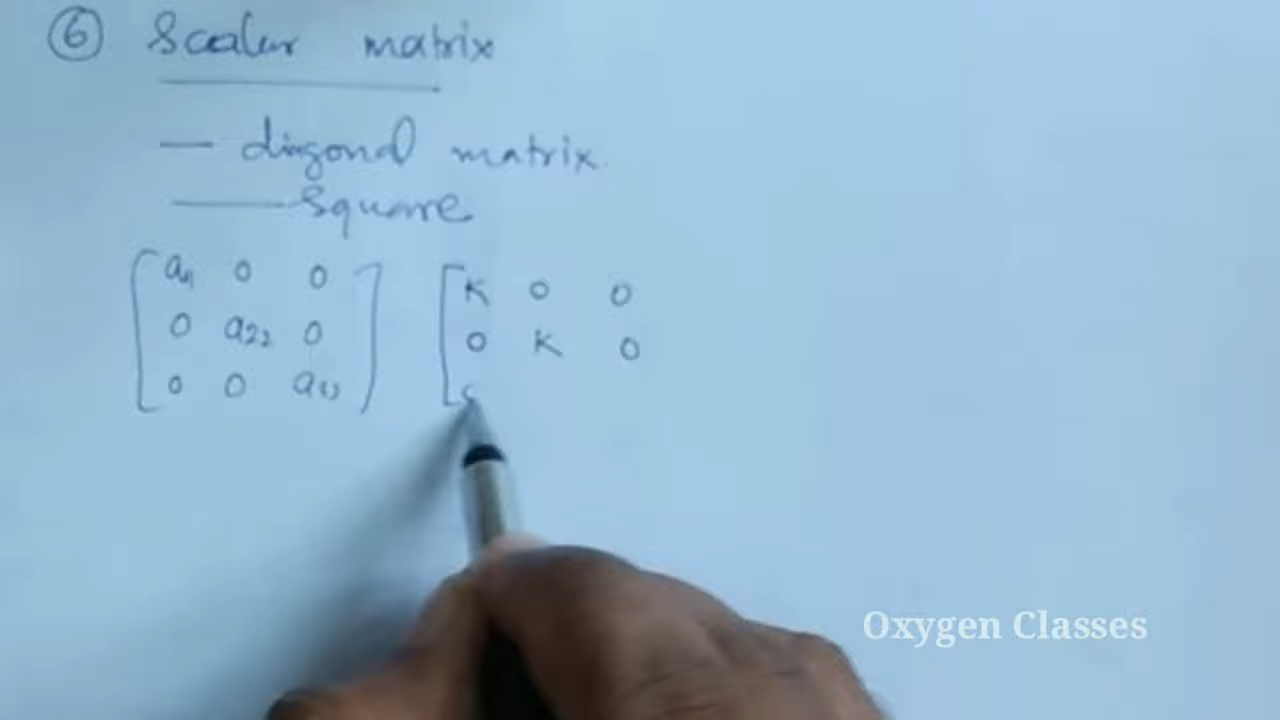 ⑥ Scalar matrix
— diagonal matrix.
— Square
a₁₁ 0 0
0 a₂₂ 0
0 0 a₃₃
K 0 0
0 K 0
Oxygen Classes